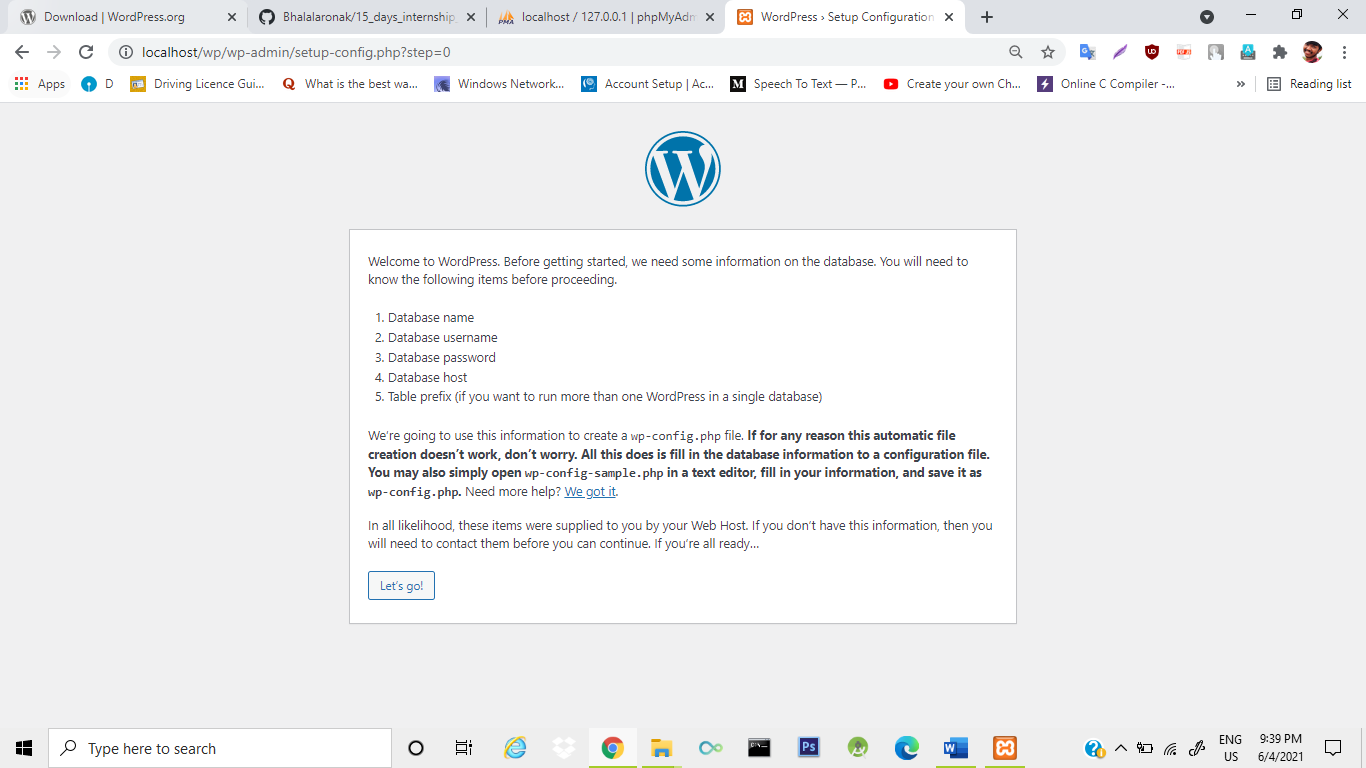 Download | WordPress.org
Bhalalaronak/15_days_internship
localhost / 127.0.0.1 | phpMyAdm
WordPress › Setup Configuration
localhost/wp/wp-admin/setup-config.php?step=0
Apps
D
Driving Licence Gui...
What is the best wa...
Windows Network...
Account Setup | Ac...
Speech To Text — P...
Create your own Ch...
Online C Compiler -...
»
Reading list
Welcome to WordPress. Before getting started, we need some information on the database. You will need to
know the following items before proceeding.
1. Database name
2. Database username
3. Database password
4. Database host
5. Table prefix (if you want to run more than one WordPress in a single database)
We’re going to use this information to create a wp-config.php file. If for any reason this automatic file
creation doesn’t work, don’t worry. All this does is fill in the database information to a configuration file.
You may also simply open wp-config-sample.php in a text editor, fill in your information, and save it as
wp-config.php. Need more help? We got it.
In all likelihood, these items were supplied to you by your Web Host. If you don’t have this information, then you
will need to contact them before you can continue. If you’re all ready…
Let’s go!
Type here to search
ENG
US
9:39 PM
6/4/2021